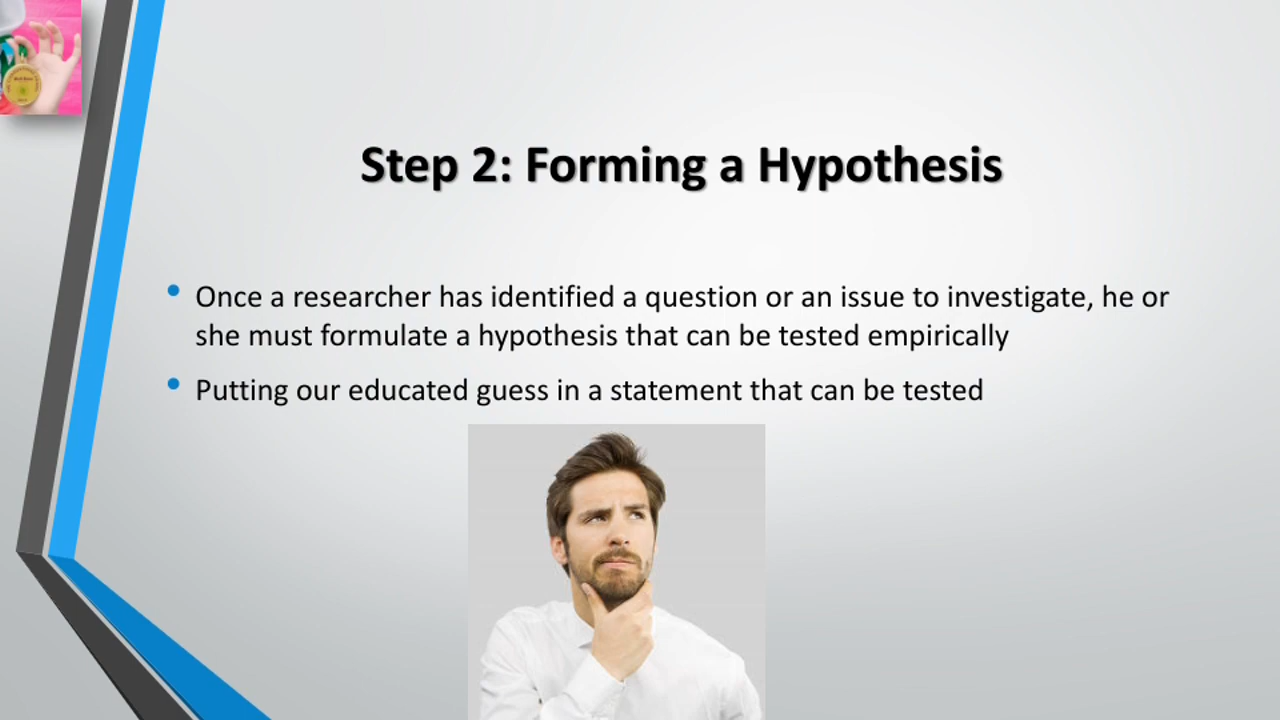 Step 2: Forming a Hypothesis
• Once a researcher has identified a question or an issue to investigate, he or
she must formulate a hypothesis that can be tested empirically
• Putting our educated guess in a statement that can be tested